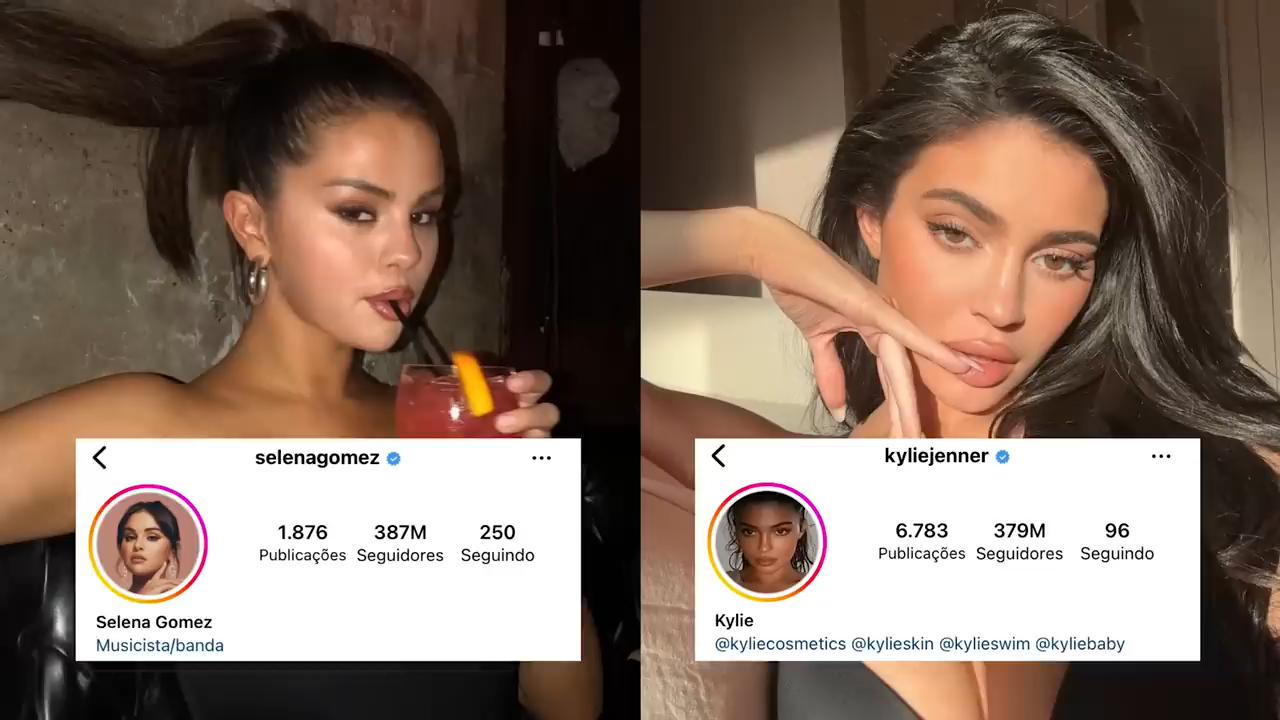 selenagomez
1.876 387M 250
Publicações Seguidores Seguindo
Selena Gomez
Musicista/banda
kyliejenner
6.783 379M 96
Publicações Seguidores Seguindo
Kylie
@kyliecosmetics @kylieskin @kylieswim @kyliebaby